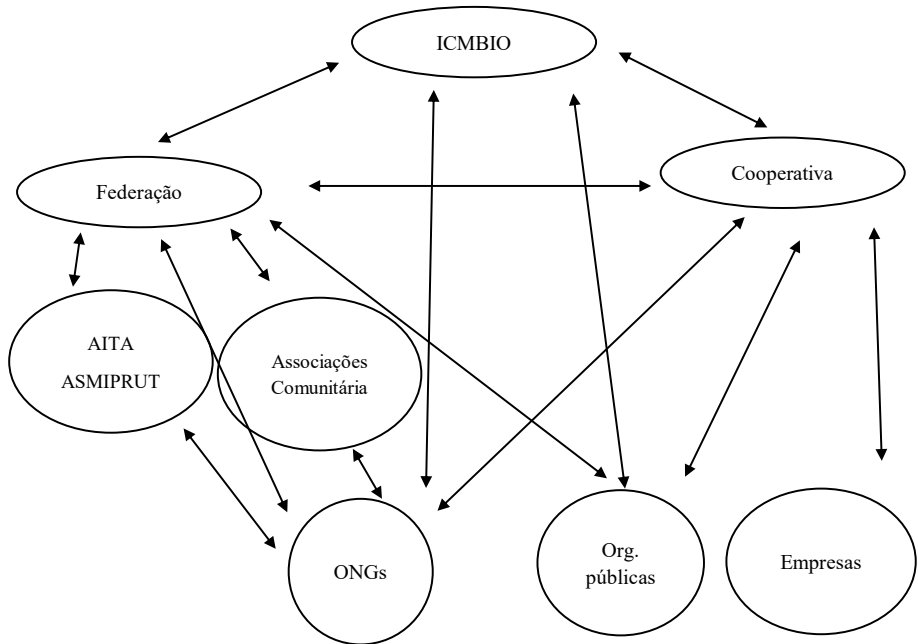 ICMBIO
Federação
Cooperativa
AITA
ASMIPRUT
Associações
Comunitária
ONGs
Org.
públicas
Empresas